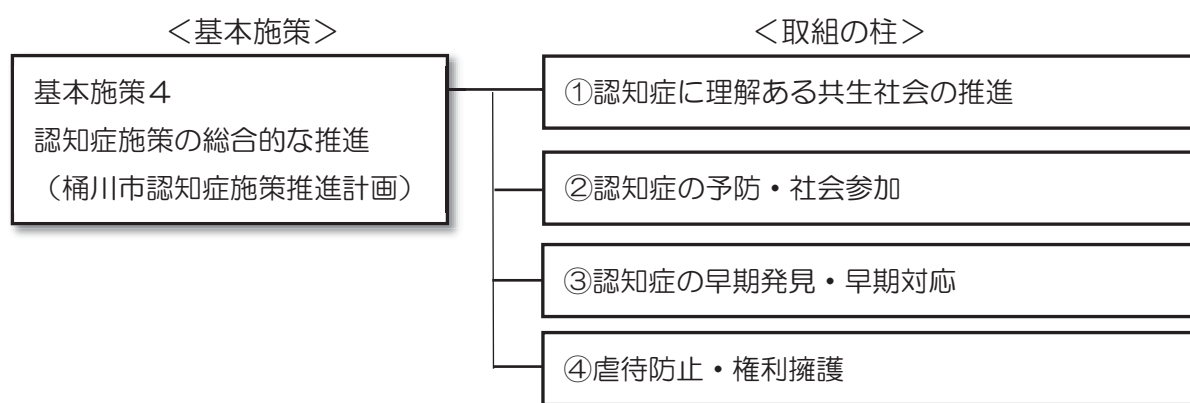 ＜基本施策＞
＜取組の柱＞
基本施策４
認知症施策の総合的な推進
（桶川市認知症施策推進計画）
①認知症に理解ある共生社会の推進
②認知症の予防・社会参加
③認知症の早期発見・早期対応
④虐待防止・権利擁護